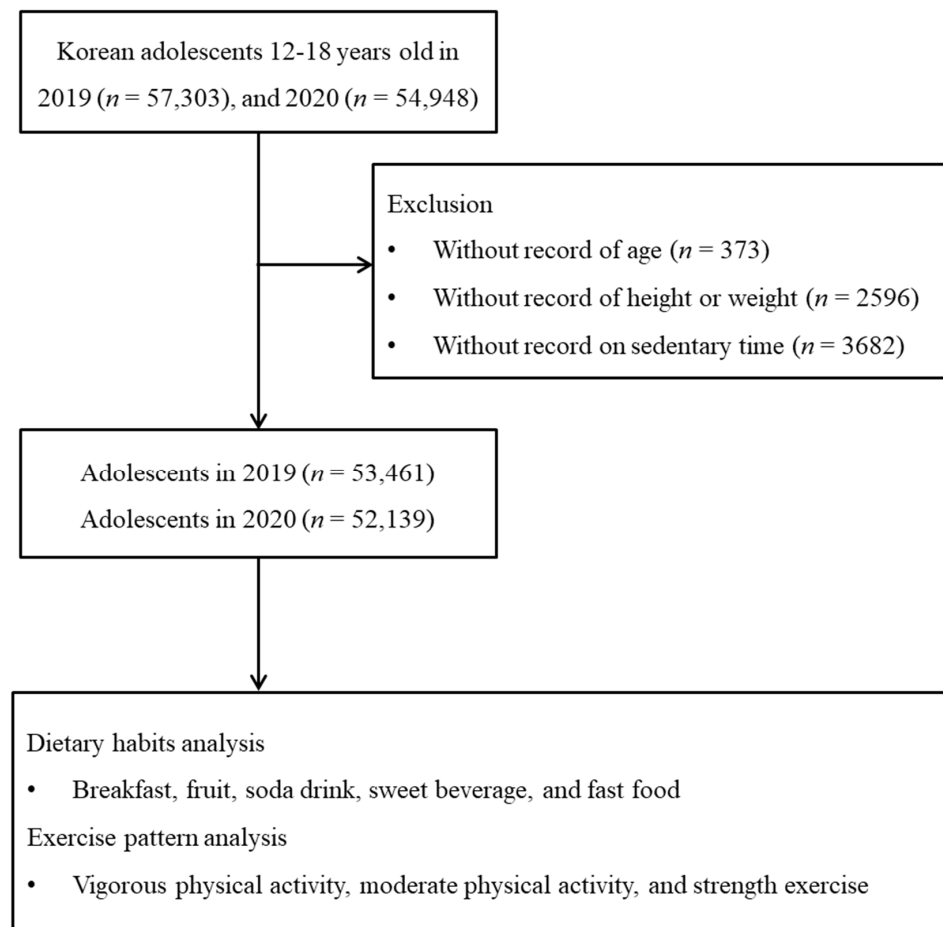 Korean adolescents 12-18 years old in
2019 (n = 57,303), and 2020 (n = 54,948)
Exclusion
• Without record of age (n = 373)
• Without record of height or weight (n = 2596)
• Without record on sedentary time (n = 3682)
Adolescents in 2019 (n = 53,461)
Adolescents in 2020 (n = 52,139)
Dietary habits analysis
• Breakfast, fruit, soda drink, sweet beverage, and fast food
Exercise pattern analysis
• Vigorous physical activity, moderate physical activity, and strength exercise